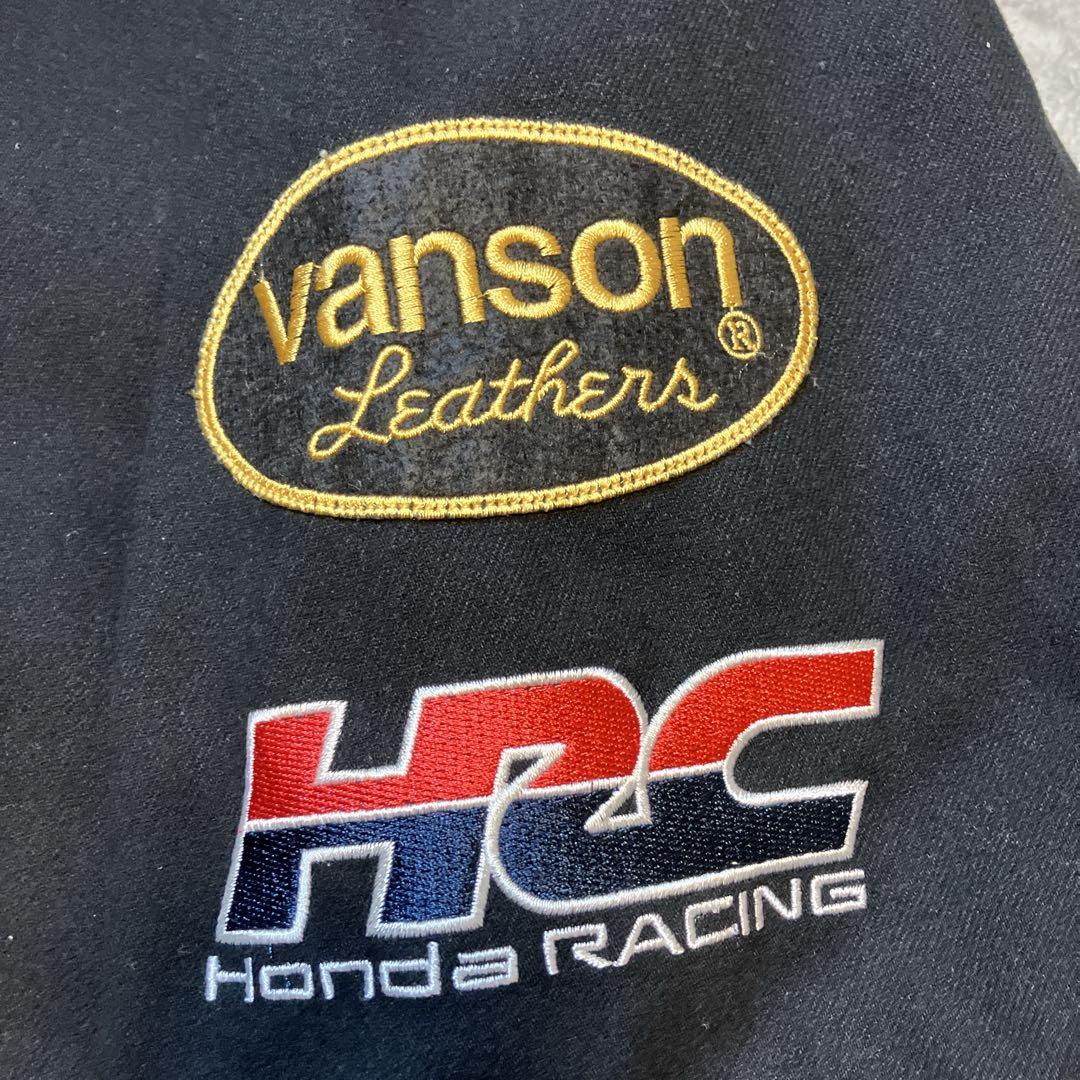 vanson
Leathers ®
HRC
Honda RACING